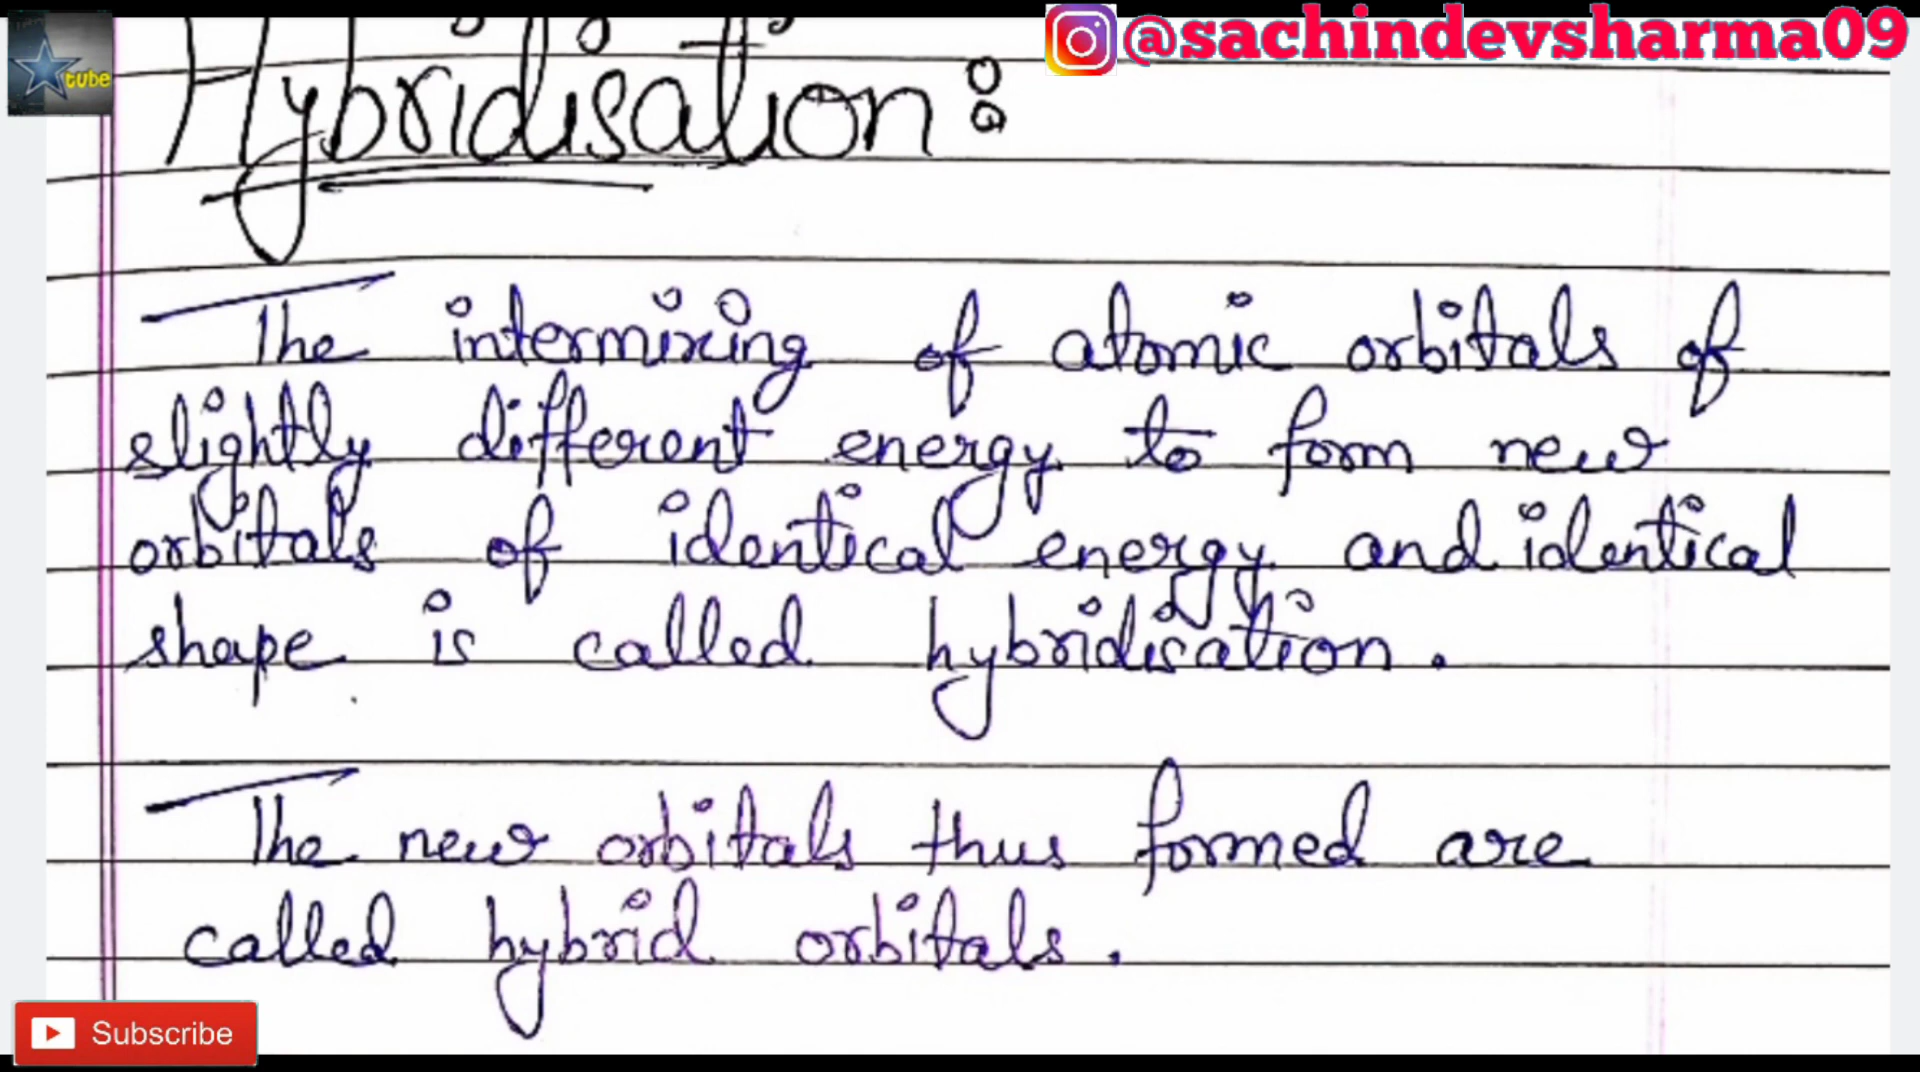 @sachindevsharma09
tube
Hybridisation:
The intermixing of atomic orbitals of
slightly different energy to form new
orbitals of identical energy and identical
shape is called hybridisation.
The new orbitals thus formed are
called hybrid orbitals.
Subscribe